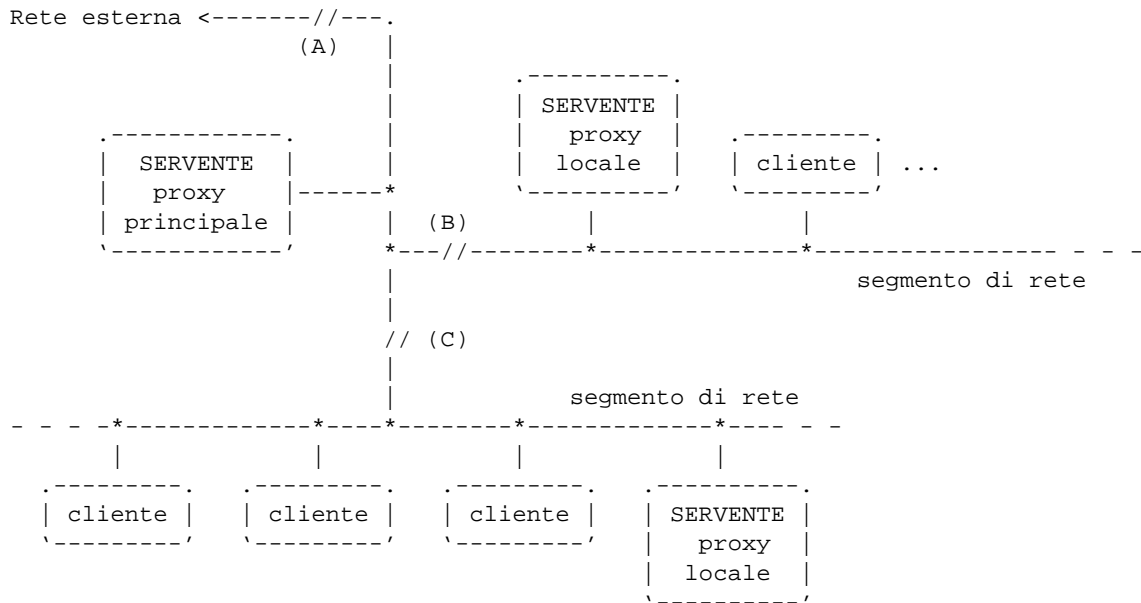 Rete esterna
(A)
SERVENTE
proxy
locale
SERVENTE
proxy
principale
cliente ...
(B)
segmento di rete
(C)
segmento di rete
cliente
cliente
cliente
SERVENTE
proxy
locale